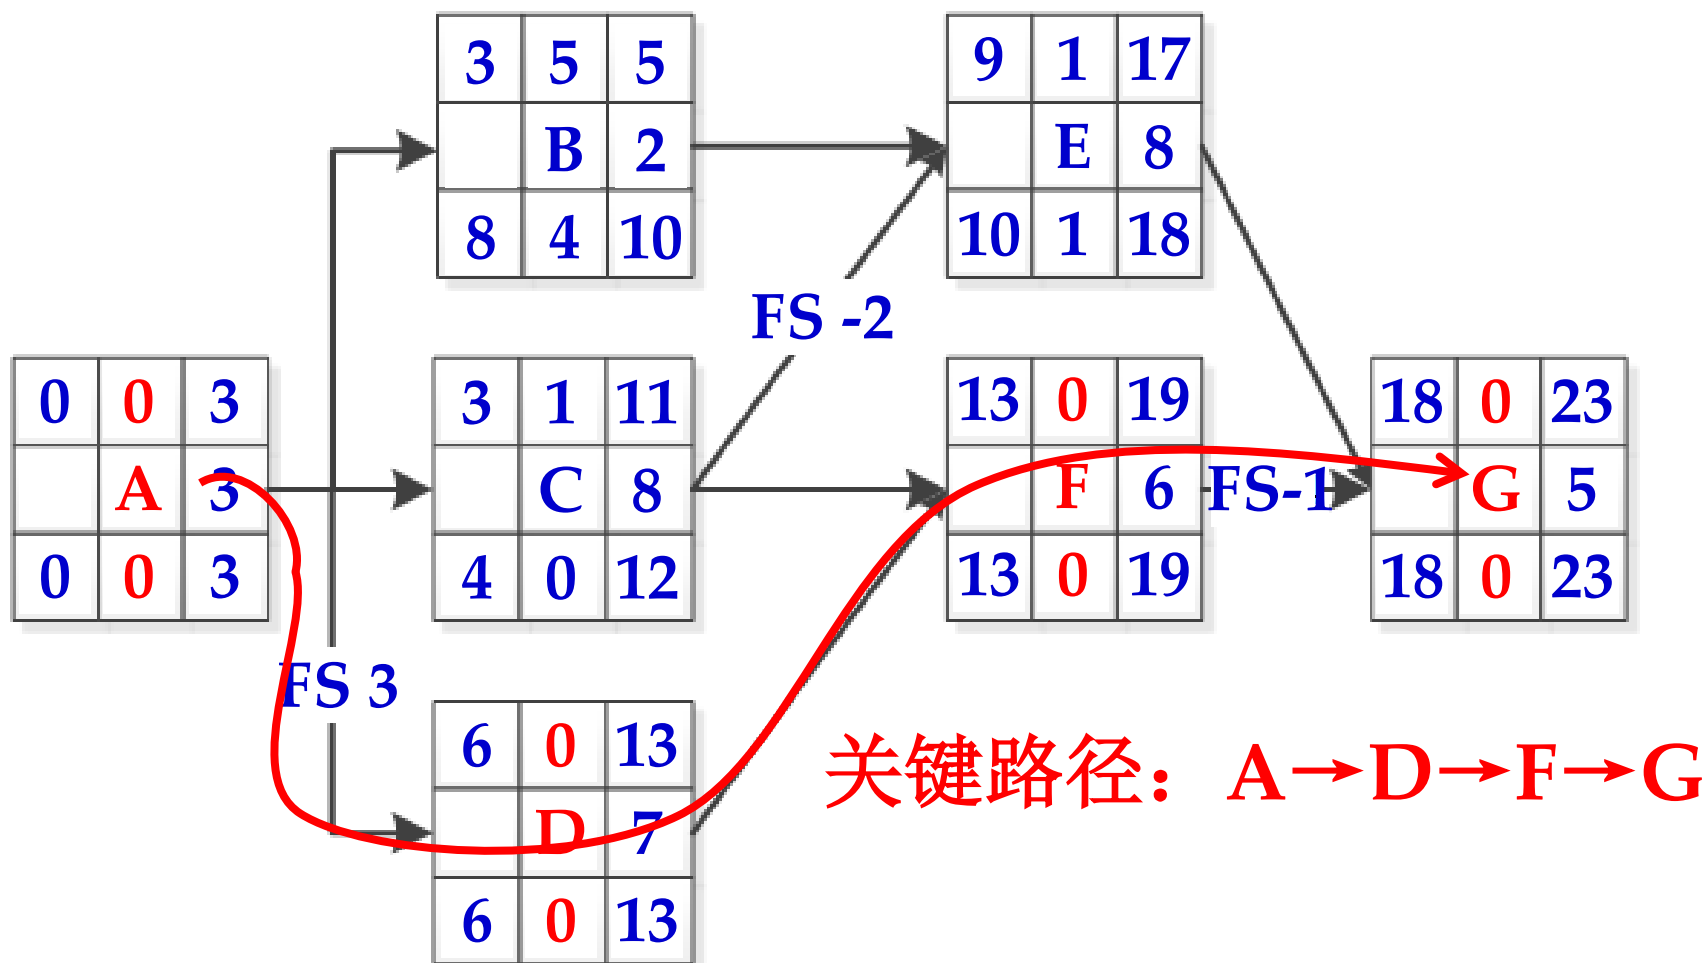 3 5 5
B 2
8 4 10
9 1 17
E 8
10 1 18
FS -2
0 0 3
A 3
0 0 3
3 1 11
C 8
4 0 12
13 0 19
F 6
13 0 19
FS-1
18 0 23
G 5
18 0 23
FS 3
6 0 13
D 7
6 0 13
关键路径：A→D→F→G